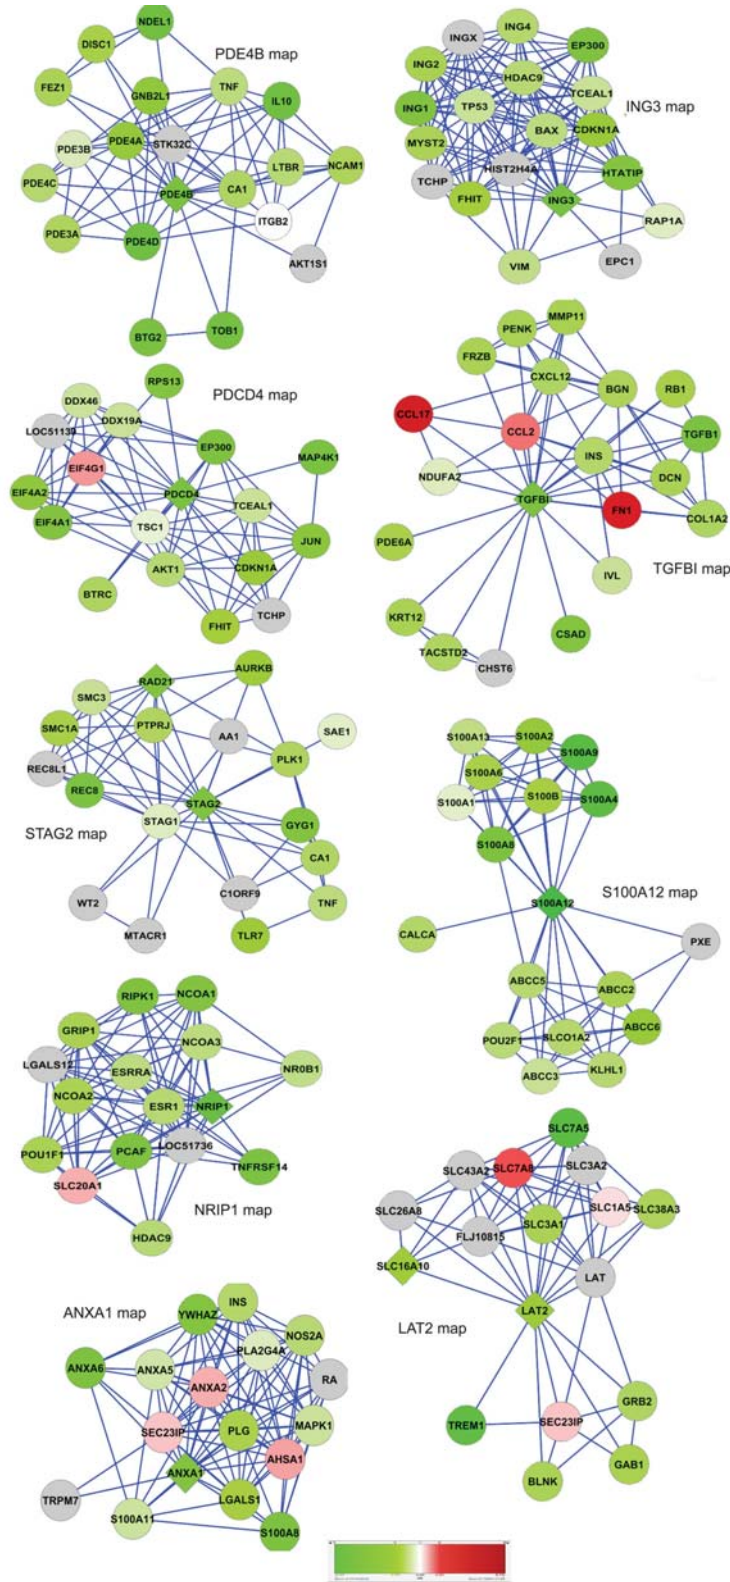 PDE4B map
NDEL1
DISC1
FEZ1
GNB2L1
TNF
IL10
PDE3B
PDE4A
STK32C
LTBR
NCAM1
PDE4C
PDE4B
CA1
PDE3A
PDE4D
ITGB2
AKT1S1
BTG2
TOB1
ING3 map
INGX
ING4
EP300
ING2
HDAC9
TCEAL1
ING1
TP53
BAX
CDKN1A
MYST2
TCHP
HIST2H4A
HTATIP
FHIT
ING3
RAP1A
VIM
EPC1
PDCD4 map
RPS13
DDX46
DDX19A
LOC51139
EP300
EIF4G1
MAP4K1
EIF4A2
PDCD4
EIF4A1
TCEAL1
TSC1
JUN
AKT1
CDKN1A
BTRC
TCHP
FHIT
TGFBI map
MMP11
PENK
FRZB
CXCL12
BGN
RB1
CCL17
CCL2
TGFB1
INS
NDUFA2
DCN
TGFBI
FN1
COL1A2
PDE6A
IVL
KRT12
CSAD
TACSTD2
CHST6
STAG2 map
RAD21
AURKB
SMC3
SMC1A
PTPRJ
AA1
SAE1
REC8L1
PLK1
REC8
STAG2
STAG1
GYG1
CA1
WT2
C1ORF9
TNF
MTACR1
TLR7
S100A12 map
S100A13
S100A2
S100A9
S100A6
S100A1
S100B
S100A4
S100A8
S100A12
CALCA
PXE
ABCC5
ABCC2
POU2F1
SLCO1A2
ABCC6
ABCC3
KLHL1
NRIP1 map
RIPK1
NCOA1
GRIP1
NCOA3
LGALS12
ESRRA
NR0B1
NCOA2
ESR1
NRIP1
POU1F1
PCAF
LOC51736
SLC20A1
TNFRSF14
HDAC9
LAT2 map
SLC7A5
SLC43A2
SLC7A8
SLC3A2
SLC26A8
SLC1A5
SLC38A3
FLJ10815
SLC3A1
SLC16A10
LAT
LAT2
GRB2
TREM1
SEC23IP
GAB1
BLNK
ANXA1 map
YWHAZ
INS
NOS2A
ANXA6
ANXA5
PLA2G4A
ANXA2
RA
SEC23IP
PLG
MAPK1
ANXA1
AHSA1
TRPM7
LGALS1
S100A11
S100A8